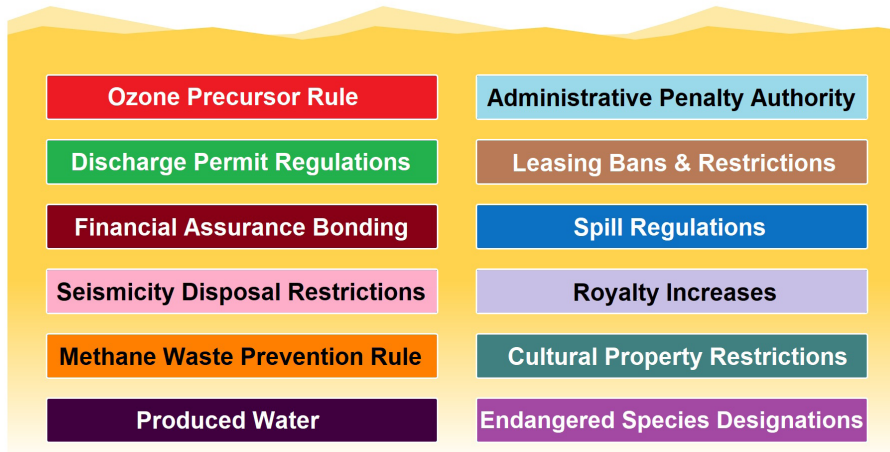 Ozone Precursor Rule
Administrative Penalty Authority
Discharge Permit Regulations
Leasing Bans & Restrictions
Financial Assurance Bonding
Spill Regulations
Seismicity Disposal Restrictions
Royalty Increases
Methane Waste Prevention Rule
Cultural Property Restrictions
Produced Water
Endangered Species Designations